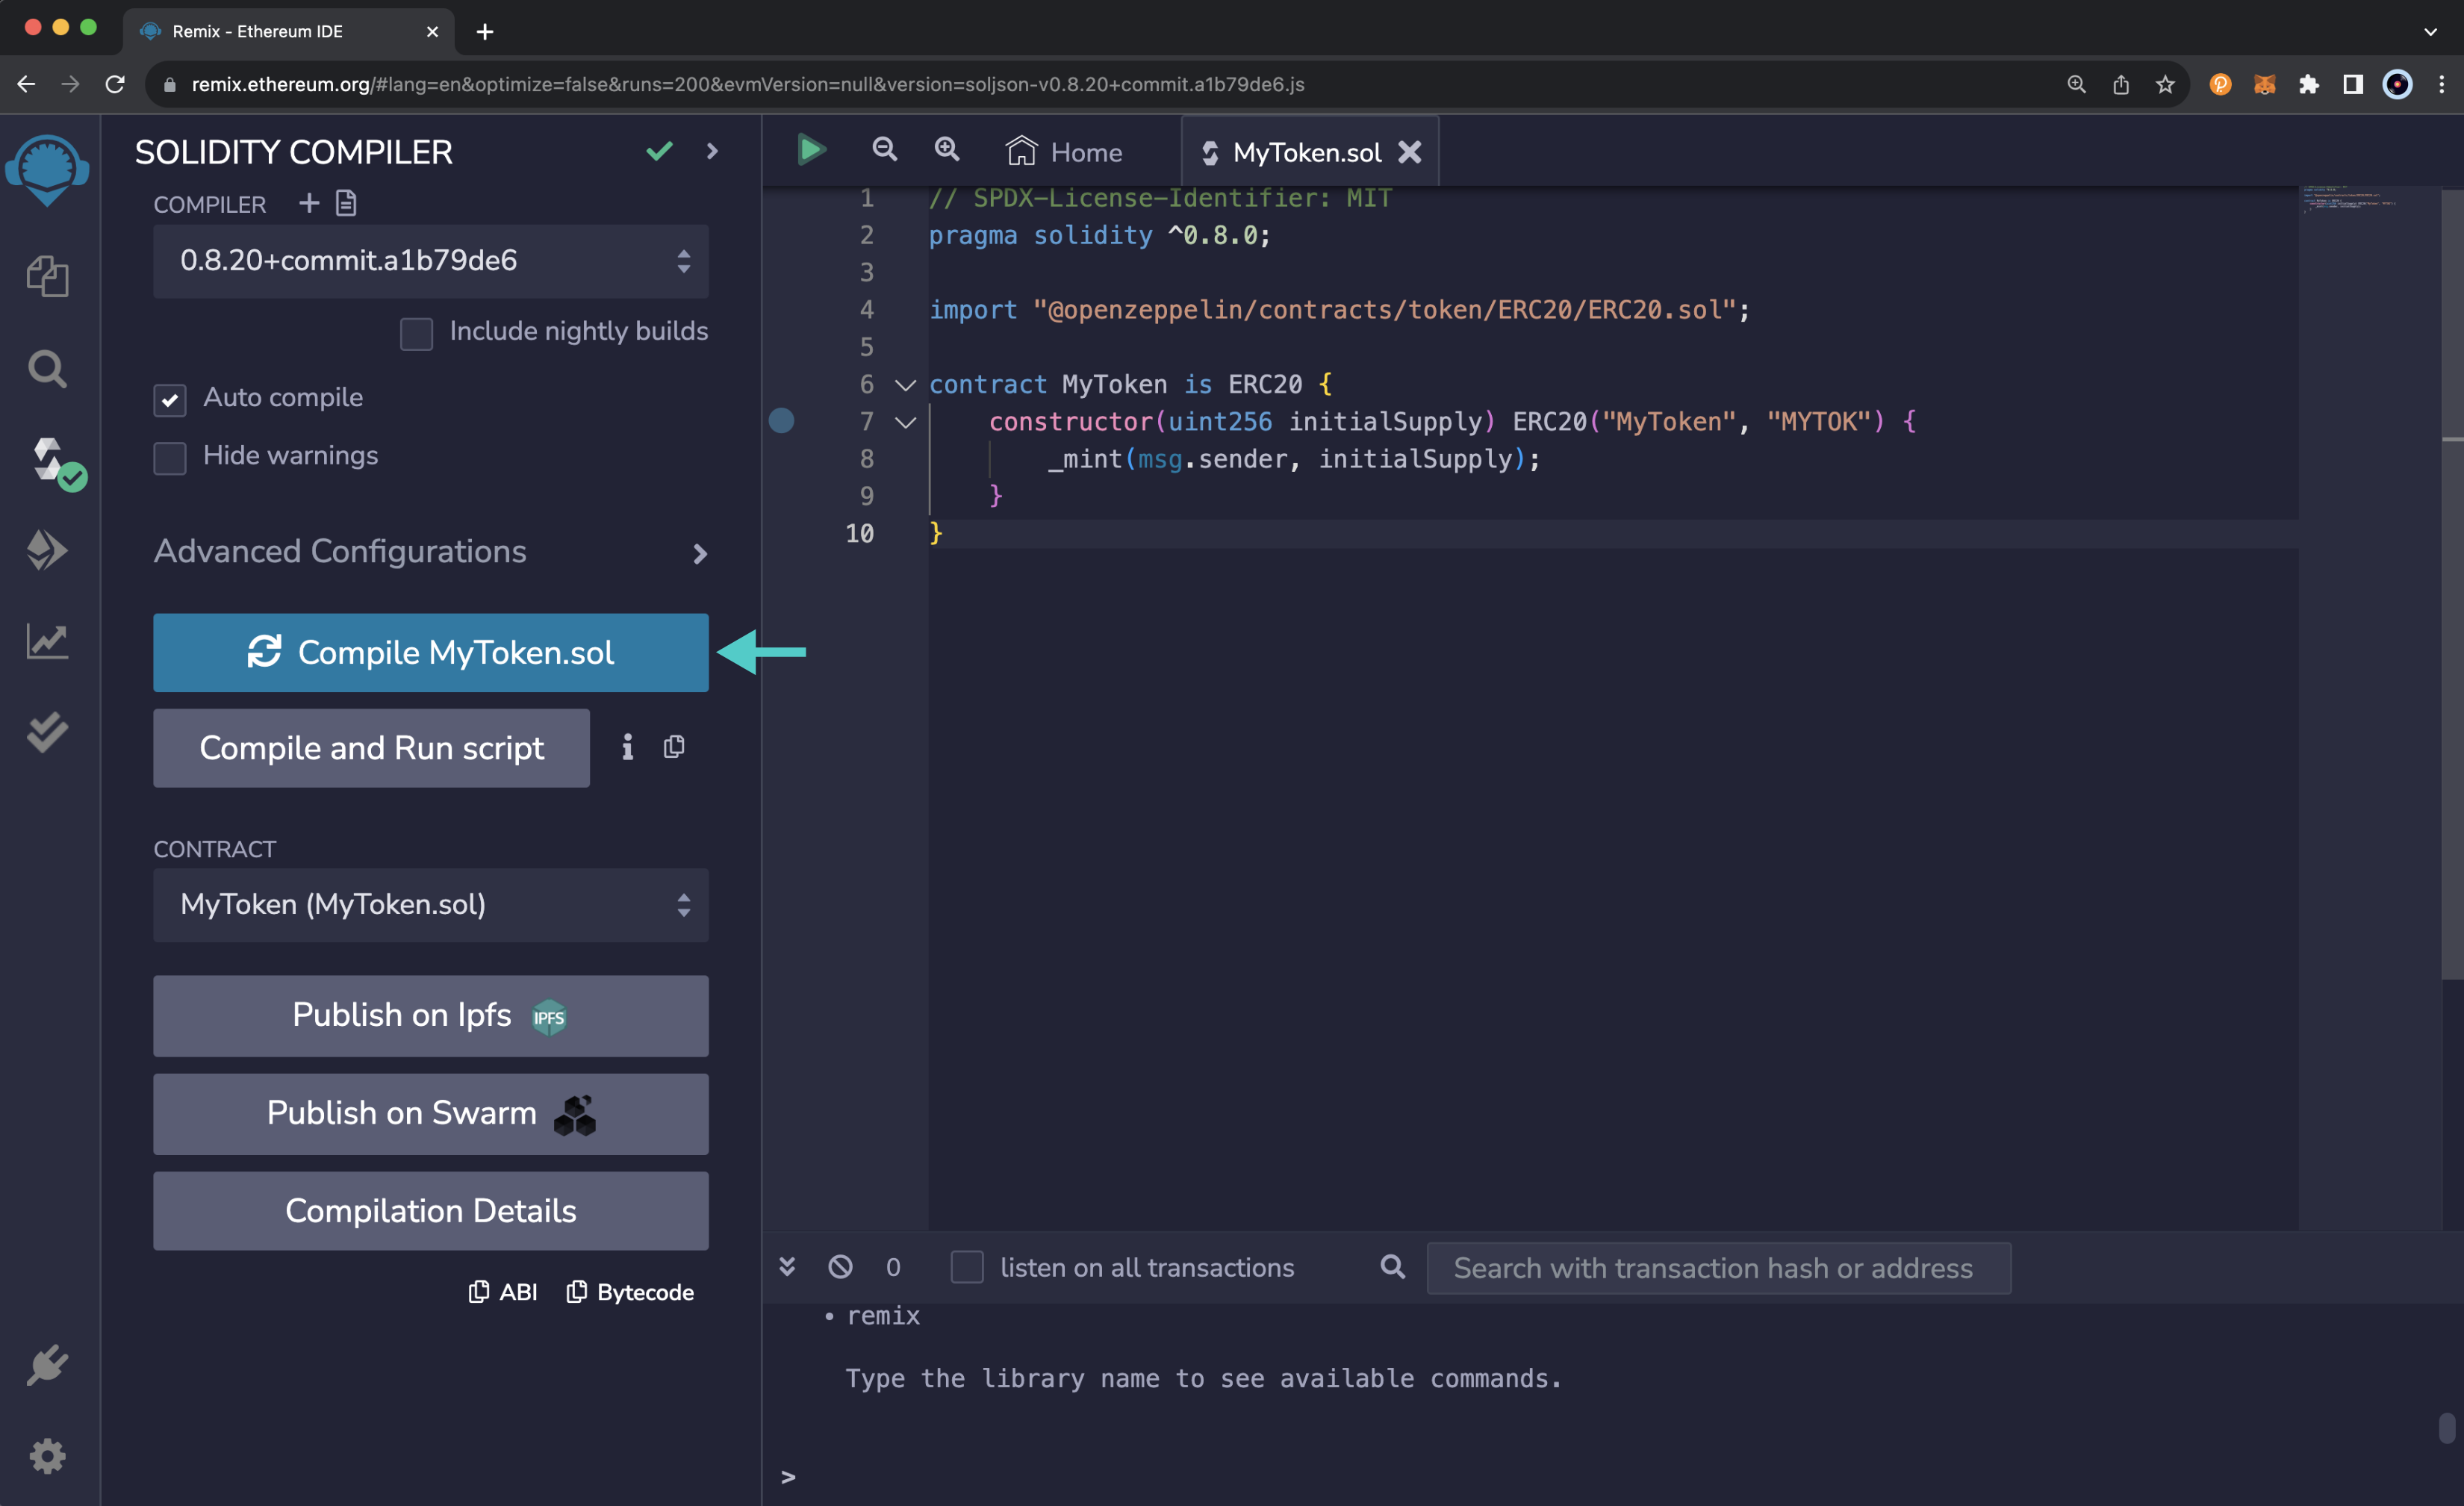 Remix - Ethereum IDE
remix.ethereum.org/#lang=en&optimize=false&runs=200&evmVersion=null&version=soljson-v0.8.20+commit.a1b79de6.js
SOLIDITY COMPILER
COMPILER
0.8.20+commit.a1b79de6
Include nightly builds
Auto compile
Hide warnings
Advanced Configurations
Compile MyToken.sol
Compile and Run script
CONTRACT
MyToken (MyToken.sol)
Publish on Ipfs IPFS
Publish on Swarm
Compilation Details
ABI Bytecode
Home MyToken.sol
1 // SPDX-License-Identifier: MIT
2 pragma solidity ^0.8.0;
3
4 import "@openzeppelin/contracts/token/ERC20/ERC20.sol";
5
6 contract MyToken is ERC20 {
7 constructor(uint256 initialSupply) ERC20("MyToken", "MYTOK") {
8 _mint(msg.sender, initialSupply);
9 }
10 }
0 listen on all transactions Search with transaction hash or address
• remix
Type the library name to see available commands.
>